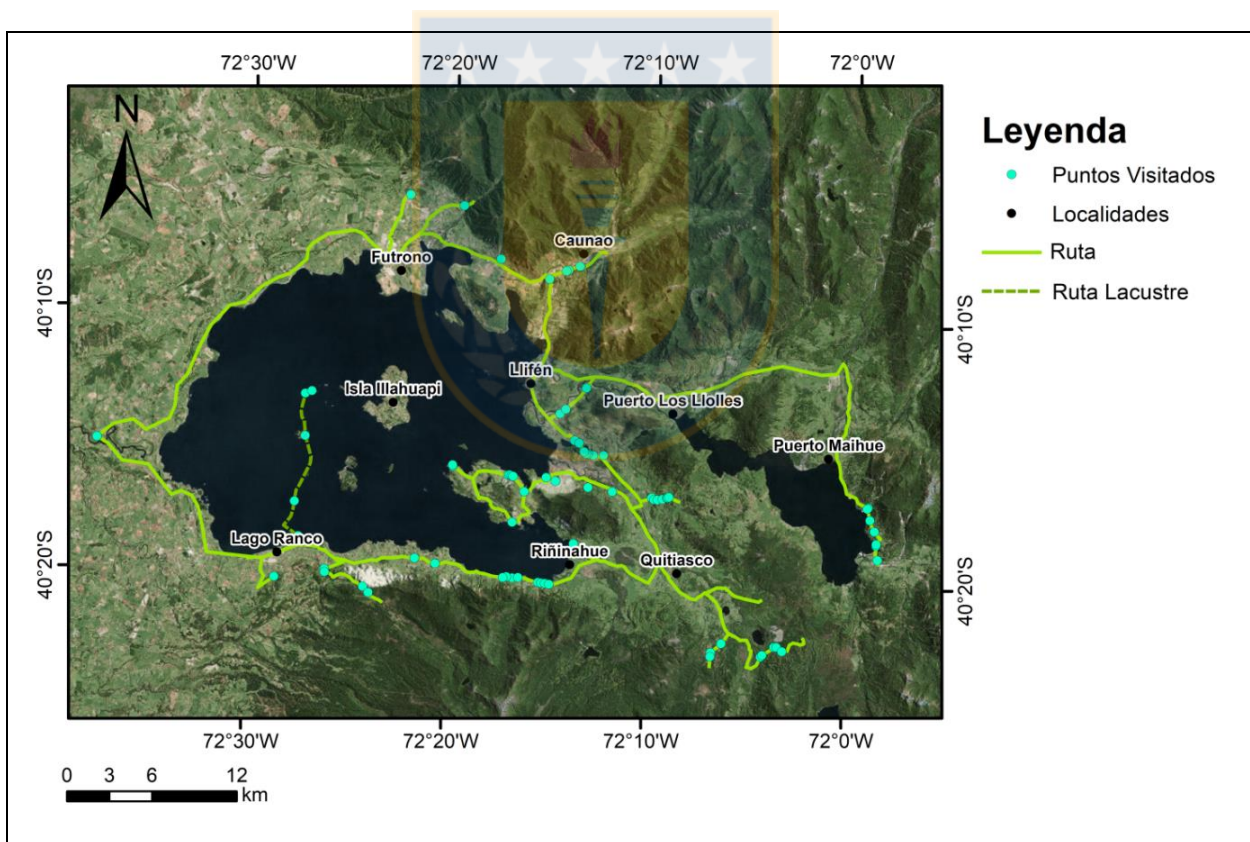 72°30'W 72°20'W 72°10'W 72°0'W
N
Leyenda
Puntos Visitados
Localidades
Ruta
Ruta Lacustre
Caunao
Futrono
40°10'S 40°10'S
Llifén
Isla Illahuapi
Puerto Los Llolles
Puerto Maihue
Lago Ranco
Riñinahue
Quitiasco
40°20'S 40°20'S
72°30'W 72°20'W 72°10'W 72°0'W
0 3 6 12
km